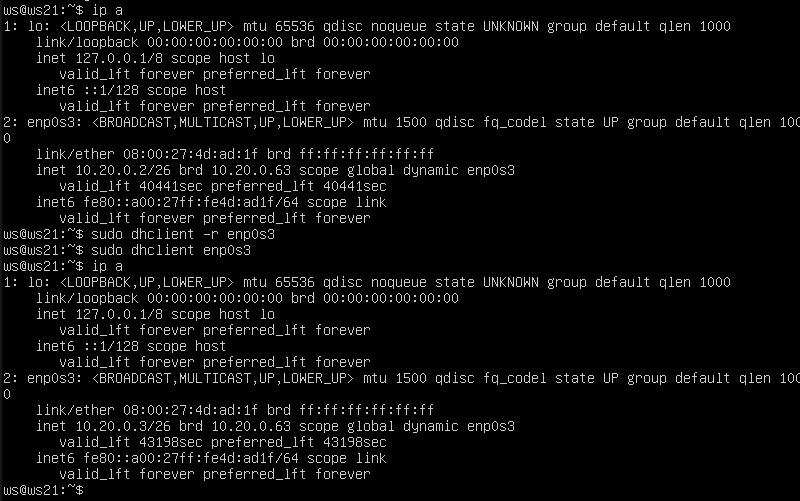 ws@ws21:~$ ip a
1: lo: <LOOPBACK,UP,LOWER_UP> mtu 65536 qdisc noqueue state UNKNOWN group default qlen 1000
    link/loopback 00:00:00:00:00:00 brd 00:00:00:00:00:00
    inet 127.0.0.1/8 scope host lo
       valid_lft forever preferred_lft forever
    inet6 ::1/128 scope host
       valid_lft forever preferred_lft forever
2: enp0s3: <BROADCAST,MULTICAST,UP,LOWER_UP> mtu 1500 qdisc fq_codel state UP group default qlen 100
0
    link/ether 08:00:27:4d:ad:1f brd ff:ff:ff:ff:ff:ff
    inet 10.20.0.2/26 brd 10.20.0.63 scope global dynamic enp0s3
       valid_lft 40441sec preferred_lft 40441sec
    inet6 fe80::a00:27ff:fe4d:ad1f/64 scope link
       valid_lft forever preferred_lft forever
ws@ws21:~$ sudo dhclient -r enp0s3
ws@ws21:~$ sudo dhclient enp0s3
ws@ws21:~$ ip a
1: lo: <LOOPBACK,UP,LOWER_UP> mtu 65536 qdisc noqueue state UNKNOWN group default qlen 1000
    link/loopback 00:00:00:00:00:00 brd 00:00:00:00:00:00
    inet 127.0.0.1/8 scope host lo
       valid_lft forever preferred_lft forever
    inet6 ::1/128 scope host
       valid_lft forever preferred_lft forever
2: enp0s3: <BROADCAST,MULTICAST,UP,LOWER_UP> mtu 1500 qdisc fq_codel state UP group default qlen 100
0
    link/ether 08:00:27:4d:ad:1f brd ff:ff:ff:ff:ff:ff
    inet 10.20.0.3/26 brd 10.20.0.63 scope global dynamic enp0s3
       valid_lft 43198sec preferred_lft 43198sec
    inet6 fe80::a00:27ff:fe4d:ad1f/64 scope link
       valid_lft forever preferred_lft forever
ws@ws21:~$